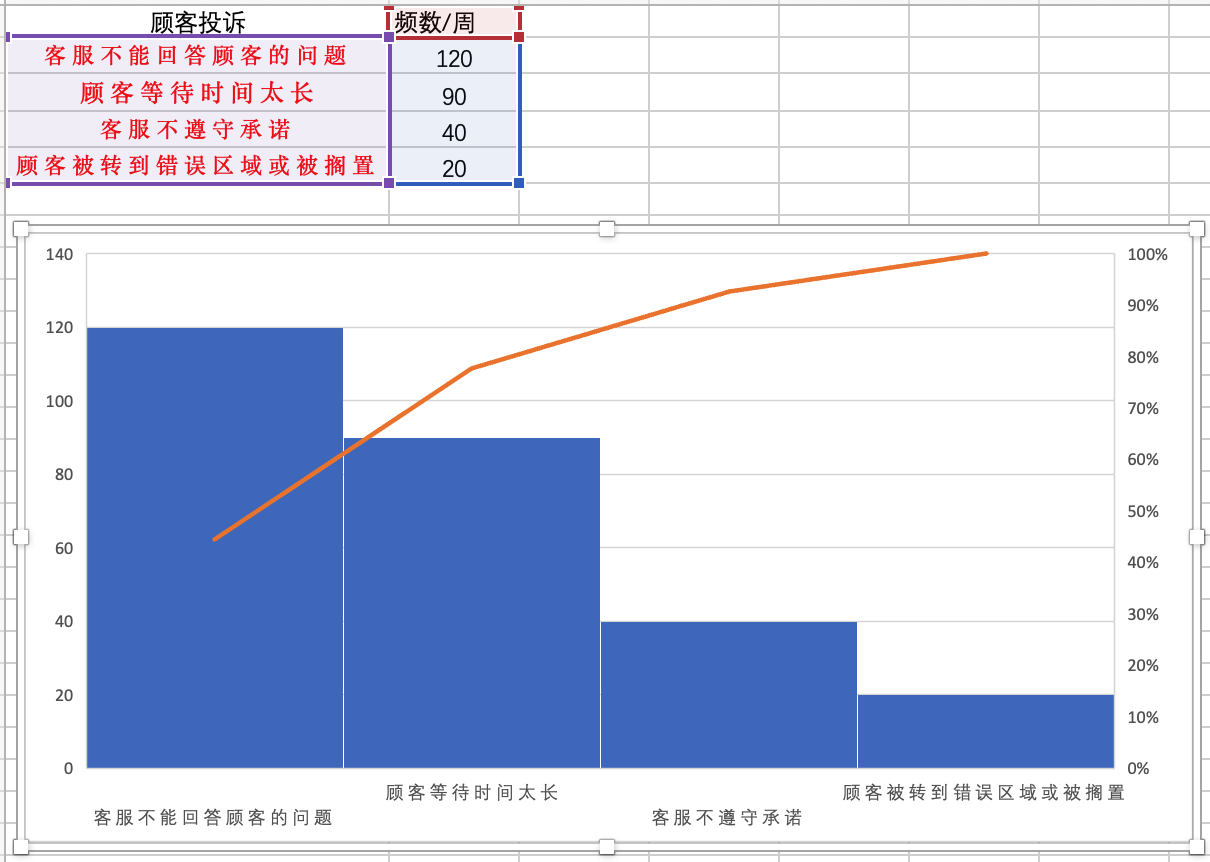 顾客投诉 频数/周
客服不能回答顾客的问题 120
顾客等待时间太长 90
客服不遵守承诺 40
顾客被转到错误区域或被搁置 20
140 100%
90%
120
80%
100
70%
80
60%
50%
60
40%
40
30%
20%
20
10%
0 0%
顾客等待时间太长 顾客被转到错误区域或被搁置
客服不能回答顾客的问题 客服不遵守承诺